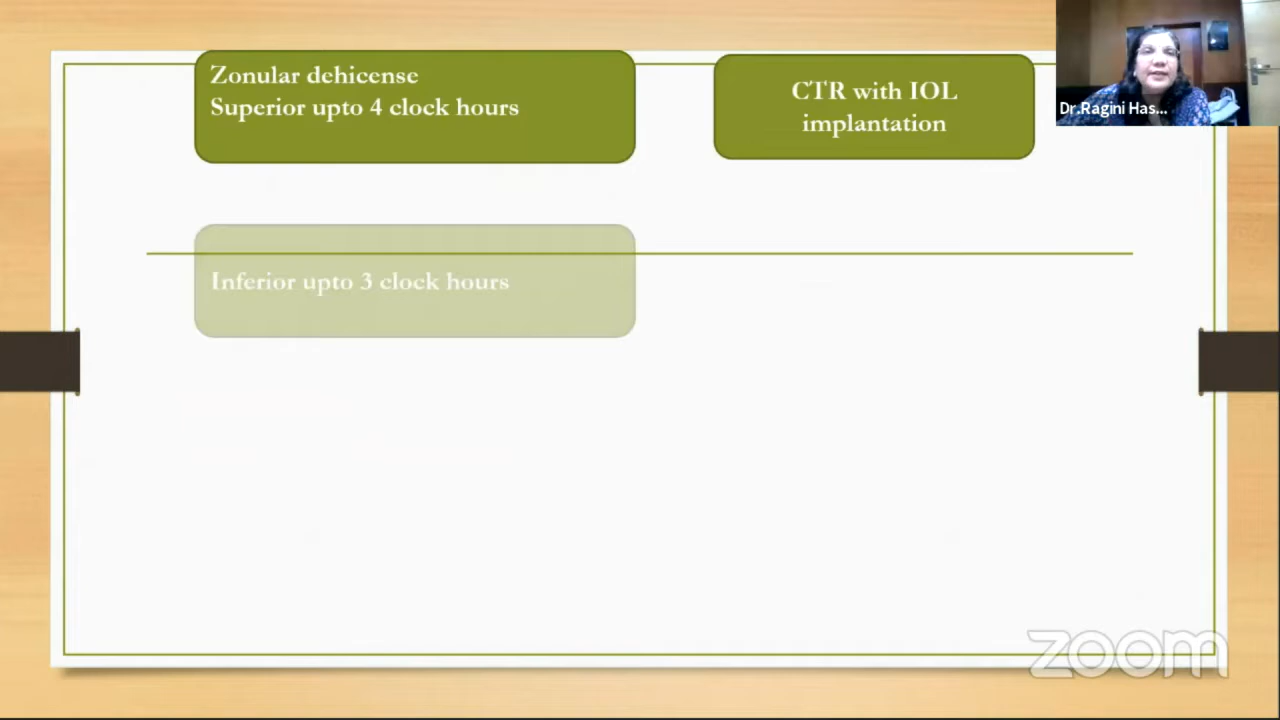 Zonular dehicense
Superior upto 4 clock hours
CTR with IOL
implantation
Dr.Ragini Has...
Inferior upto 3 clock hours
zoom